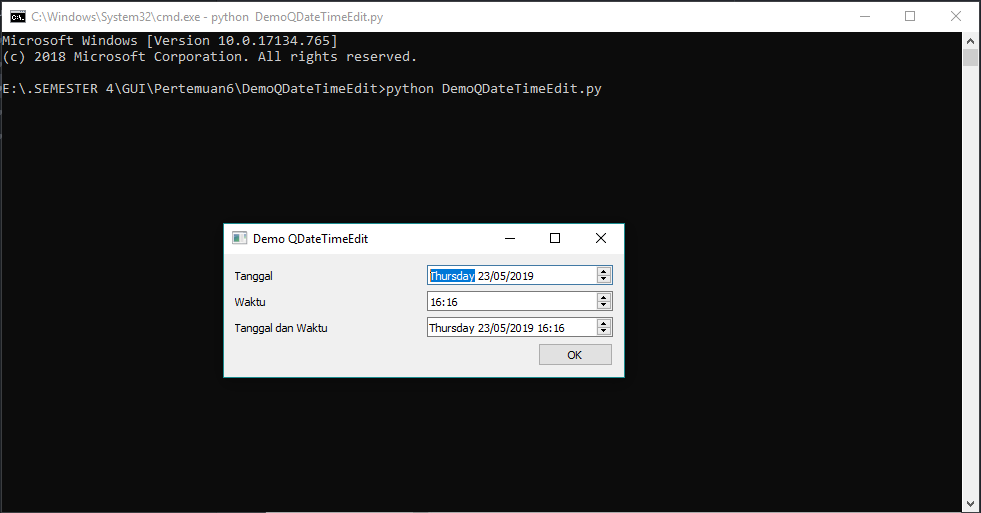 C:\Windows\System32\cmd.exe - python  DemoQDateTimeEdit.py
Microsoft Windows [Version 10.0.17134.765]
(c) 2018 Microsoft Corporation. All rights reserved.
E:\.SEMESTER 4\GUI\Pertemuan6\DemoQDateTimeEdit>python DemoQDateTimeEdit.py
Demo QDateTimeEdit
Tanggal Thursday 23/05/2019
Waktu 16:16
Tanggal dan Waktu Thursday 23/05/2019 16:16
OK